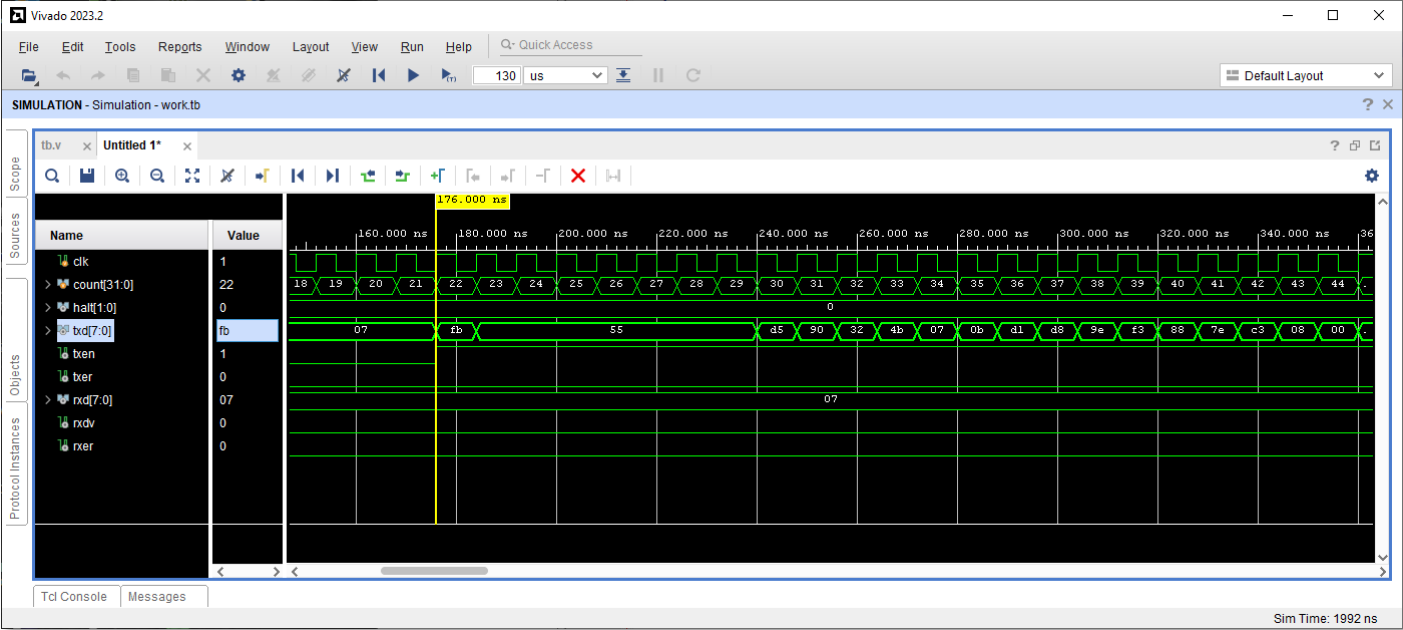 Vivado 2023.2
File Edit Tools Reports Window Layout View Run Help Quick Access
130 us Default Layout
SIMULATION - Simulation - work.tb
Scope
Sources
Objects
Protocol Instances
tb.v Untitled 1*
176.000 ns
Name Value
160.000 ns 180.000 ns 200.000 ns 220.000 ns 240.000 ns 260.000 ns 280.000 ns 300.000 ns 320.000 ns 340.000 ns 36
clk 1
count[31:0] 22 18 19 20 21 22 23 24 25 26 27 28 29 30 31 32 33 34 35 36 37 38 39 40 41 42 43 44 .
halt[1:0] 0 0
txd[7:0] fb 07 fb 55 d5 90 32 4b 07 0b d1 d8 9e f3 88 7e c3 08 00 .
txen 1
txer 0
rxd[7:0] 07 07
rxdv 0
rxer 0
Tcl Console Messages
Sim Time: 1992 ns